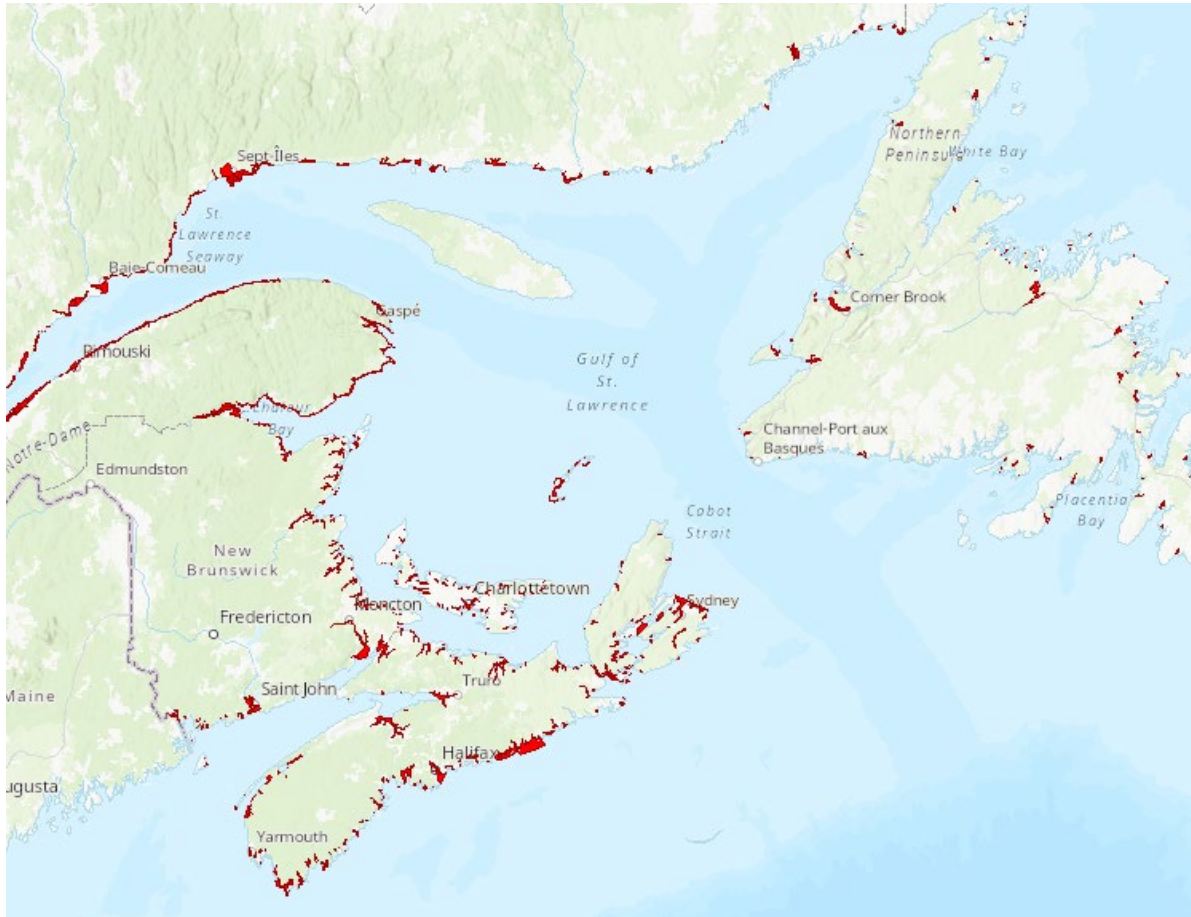 Northern
Peninsula
White Bay
Sept-Îles
St.
Lawrence
Seaway
Baie-Comeau
Corner Brook
Gaspé
Rimouski
Gulf of
St.
Lawrence
Chaleur
Bay
Notre-Dame
Channel-Port aux
Basques
Edmundston
Placentia
Bay
Cabot
Strait
New
Brunswick
Charlottetown
Moncton
Sydney
Fredericton
Truro
Saint John
Maine
Halifax
ugusta
Yarmouth